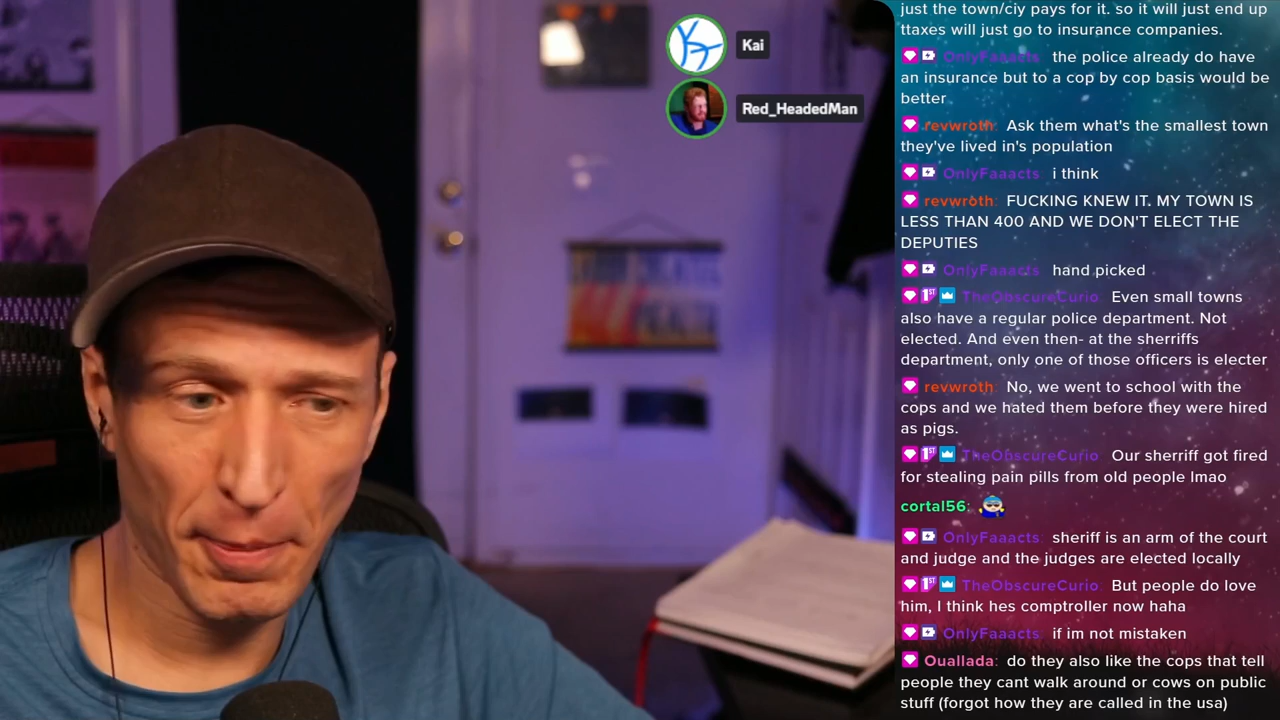 Kai
Red_HeadedMan
just the town/ciy pays for it. so it will just end up
ttaxes will just go to insurance companies.
OnlyFaaacts: the police already do have
an insurance but to a cop by cop basis would be
better
revwroth: Ask them what's the smallest town
they've lived in's population
OnlyFaaacts: i think
revwroth: FUCKING KNEW IT. MY TOWN IS
LESS THAN 400 AND WE DON'T ELECT THE
DEPUTIES
OnlyFaaacts: hand picked
TheObscureCurio: Even small towns
also have a regular police department. Not
elected. And even then- at the sherriffs
department, only one of those officers is electer
revwroth: No, we went to school with the
cops and we hated them before they were hired
as pigs.
TheObscureCurio: Our sherriff got fired
for stealing pain pills from old people lmao
cortal56:
OnlyFaaacts: sheriff is an arm of the court
and judge and the judges are elected locally
TheObscureCurio: But people do love
him, I think hes comptroller now haha
OnlyFaaacts: if im not mistaken
Ouallada: do they also like the cops that tell
people they cant walk around or cows on public
stuff (forgot how they are called in the usa)